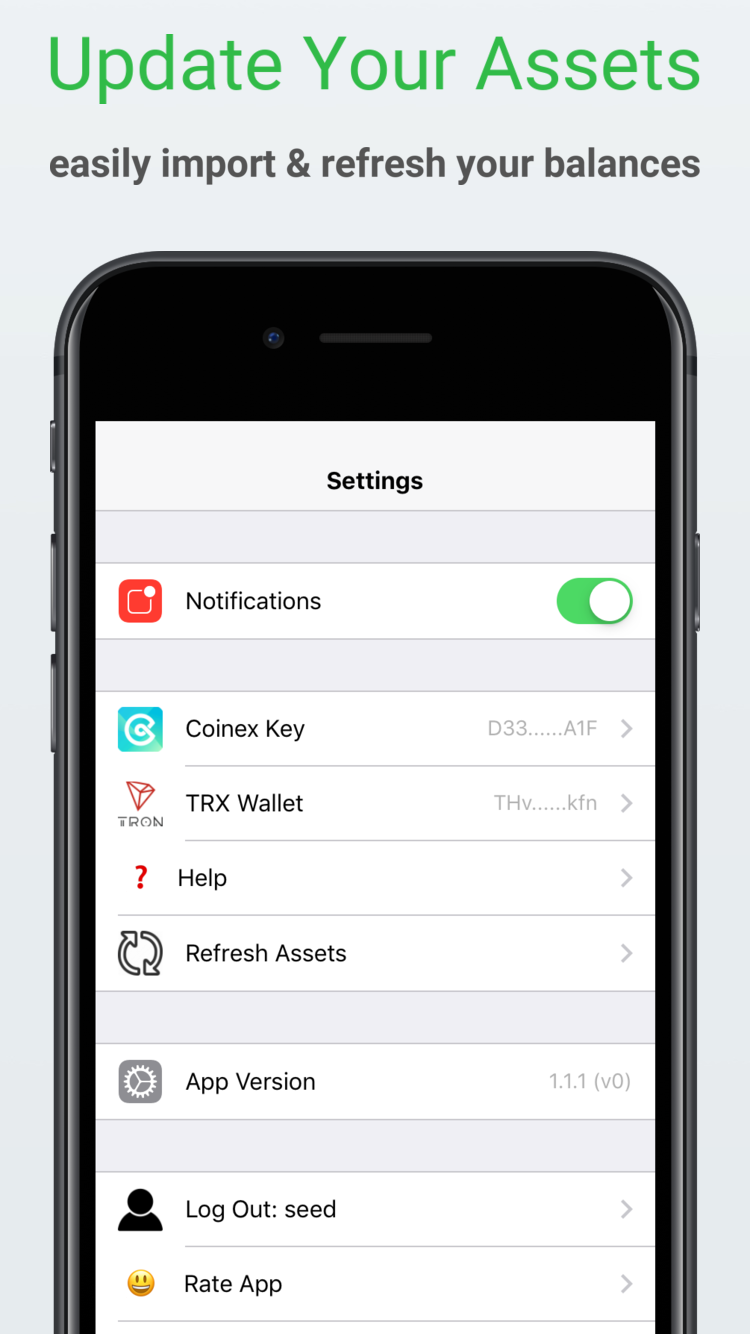 Update Your Assets
easily import & refresh your balances
Settings
Notifications
Coinex Key D33......A1F
TRX Wallet THv......kfn
TRON
? Help
Refresh Assets
App Version 1.1.1 (v0)
Log Out: seed
Rate App